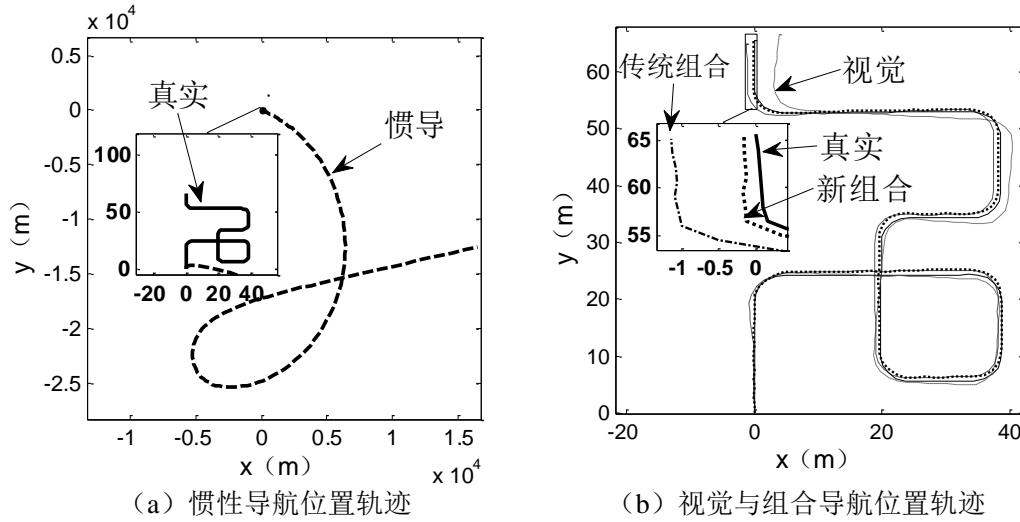 x 10⁴
0.5
0
-0.5
-1
-1.5
-2
-2.5
y（m）
真实
惯导
100
50
0
-20 0 20 40
-1 -0.5 0 0.5 1 1.5
x（m）
x 10⁴
（a）惯性导航位置轨迹
60
50
40
30
20
10
0
y（m）
传统组合
视觉
65
60
55
-1 -0.5 0
真实
新组合
-20 0 20 40
x（m）
（b）视觉与组合导航位置轨迹